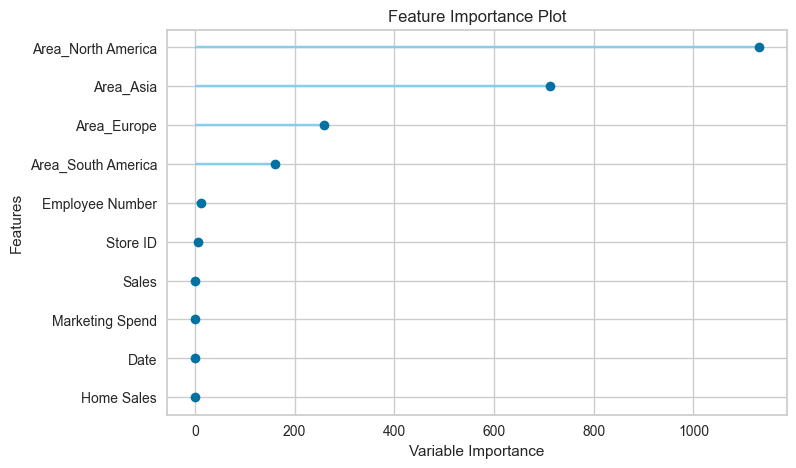 Feature Importance Plot
Area_North America
Area_Asia
Area_Europe
Area_South America
Employee Number
Store ID
Sales
Marketing Spend
Date
Home Sales
Features
0 200 400 600 800 1000
Variable Importance